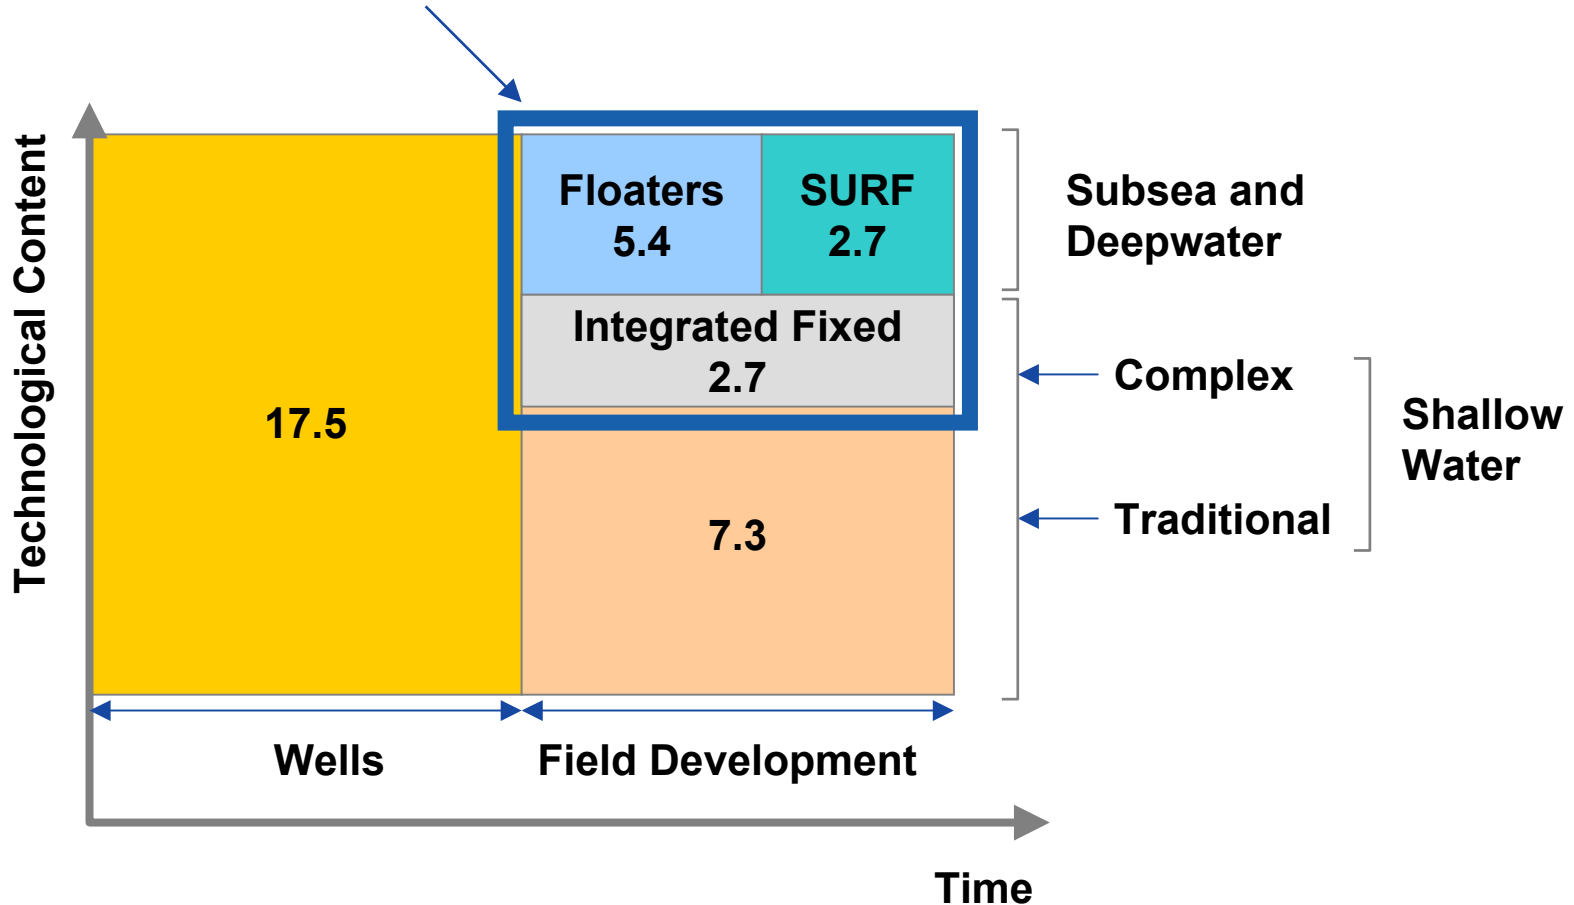 Technological Content
Floaters
5.4
SURF
2.7
Subsea and
Deepwater
Integrated Fixed
2.7
17.5
7.3
Complex
Traditional
Shallow
Water
Wells
Field Development
Time